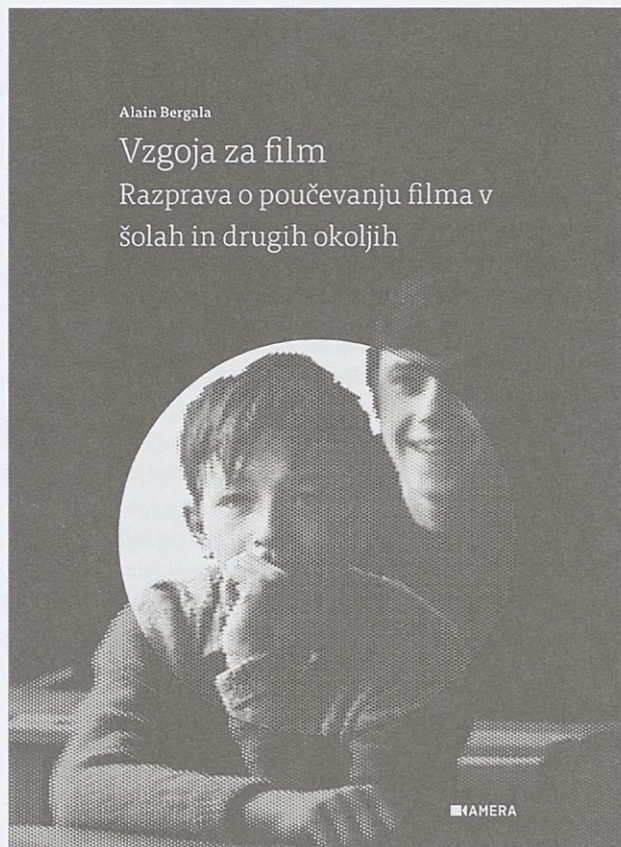 Alain Bergala
Vzgoja za film
Razprava o poučevanju filma v
šolah in drugih okoljih
KAMERA